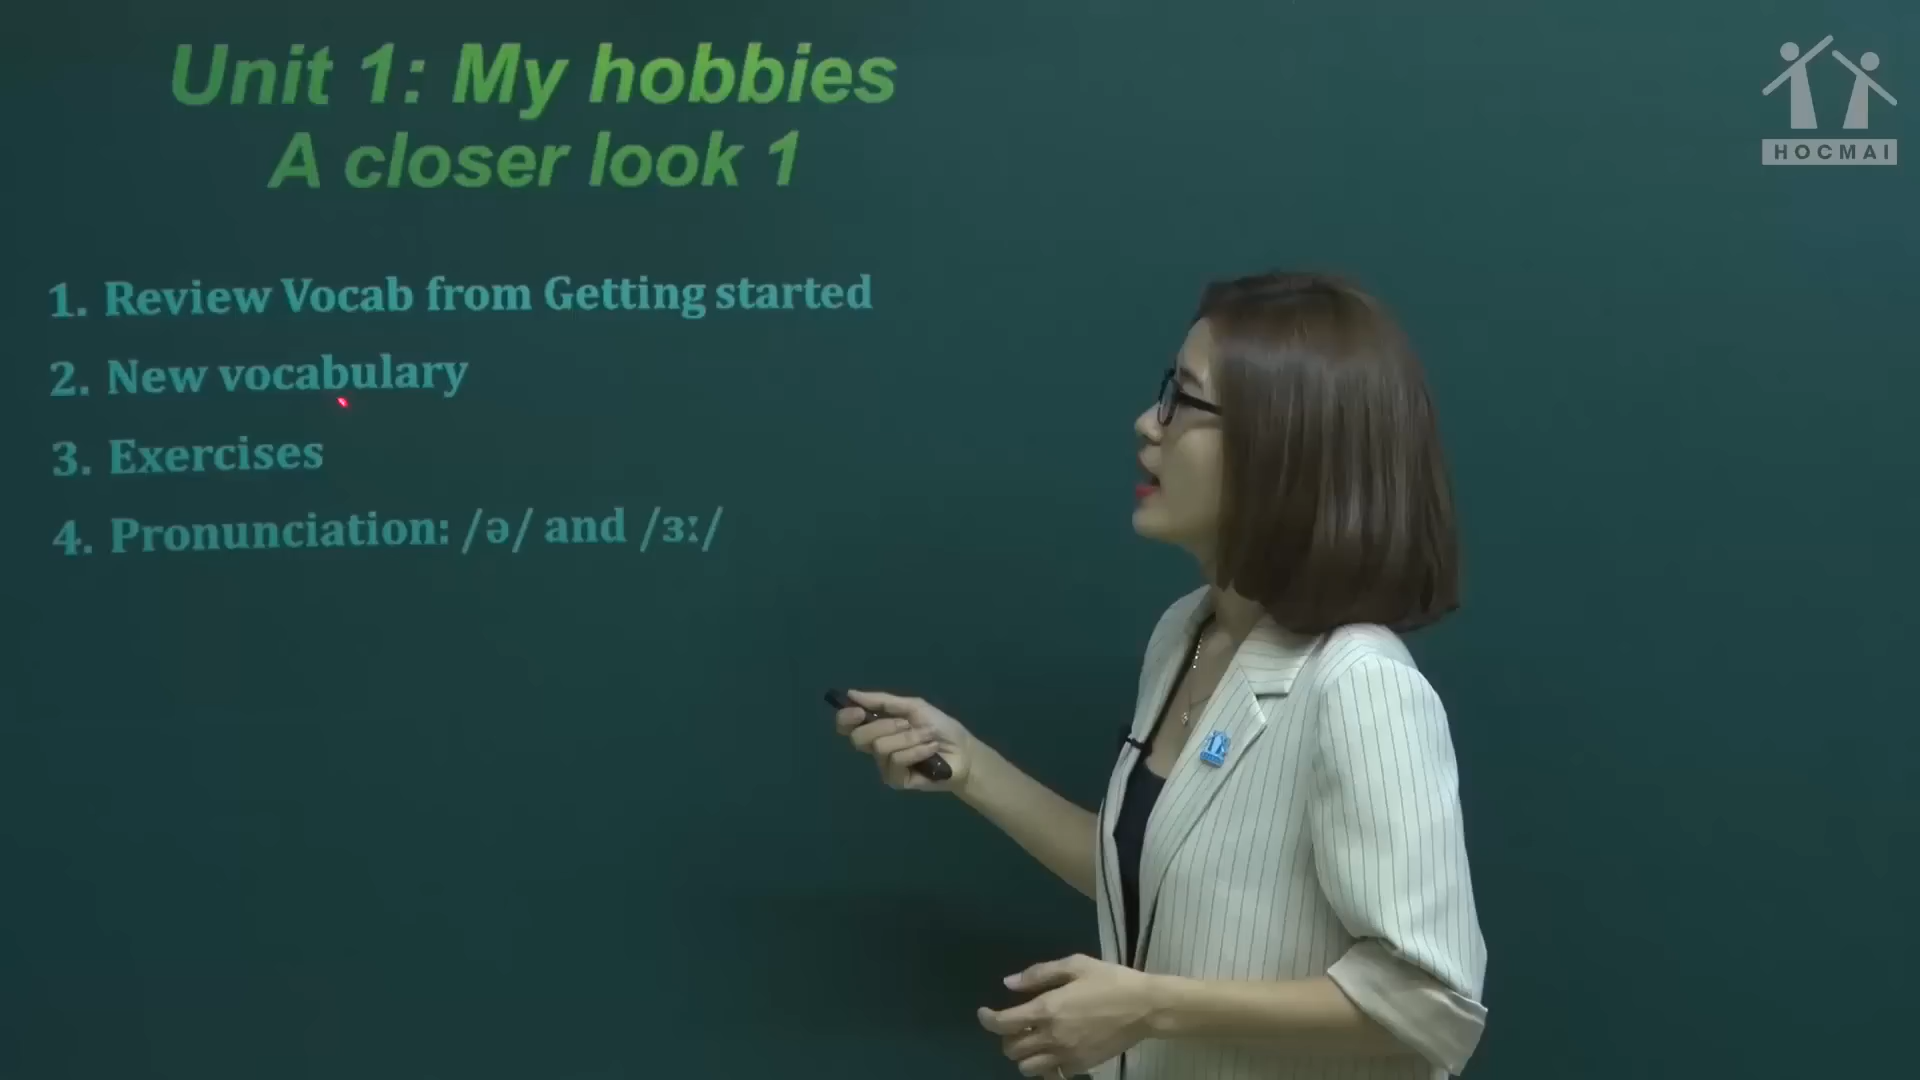 Unit 1: My hobbies
A closer look 1
HOCMAI
1. Review Vocab from Getting started
2. New vocabulary
3. Exercises
4. Pronunciation: /ə/ and /ɜː/